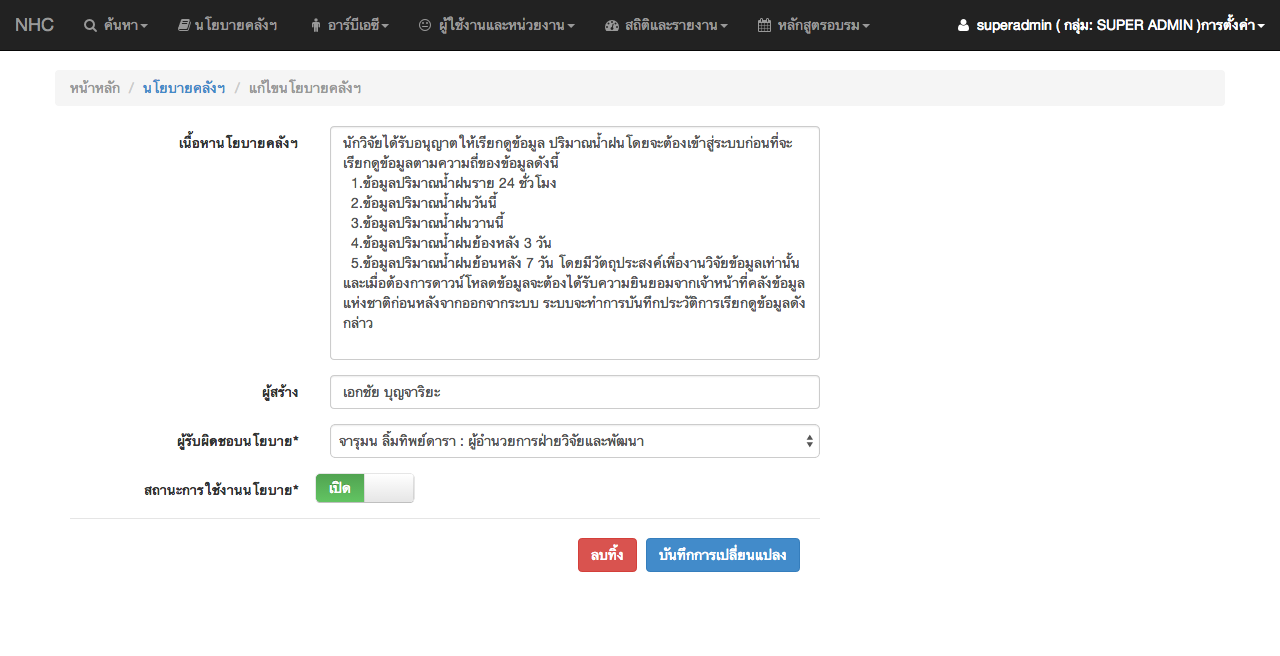 NHC ค้นหา นโยบายคลังฯ อาร์บีเอซี ผู้ใช้งานและหน่วยงาน สถิติและรายงาน หลักสูตรอบรม superadmin ( กลุ่ม: SUPER ADMIN )การตั้งค่า
หน้าหลัก / นโยบายคลังฯ / แก้ไขนโยบายคลังฯ
เนื้อหานโยบายคลังฯ
นักวิจัยได้รับอนุญาตให้เรียกดูข้อมูล ปริมาณน้ำฝนโดยจะต้องเข้าสู่ระบบก่อนที่จะ
เรียกดูข้อมูลตามความถี่ของข้อมูลดังนี้
1.ข้อมูลปริมาณน้ำฝนราย 24 ชั่วโมง
2.ข้อมูลปริมาณน้ำฝนวันนี้
3.ข้อมูลปริมาณน้ำฝนวานนี้
4.ข้อมูลปริมาณน้ำฝนย้องหลัง 3 วัน
5.ข้อมูลปริมาณน้ำฝนย้อนหลัง 7 วัน โดยมีวัตถุประสงค์เพื่องานวิจัยข้อมูลเท่านั้น
และเมื่อต้องการดาวน์โหลดข้อมูลจะต้องได้รับความยินยอมจากเจ้าหน้าที่คลังข้อมูล
แห่งชาติก่อนหลังจากออกจากระบบ ระบบจะทำการบันทึกประวัติการเรียกดูข้อมูลดัง
กล่าว
ผู้สร้าง เอกชัย บุญจาริยะ
ผู้รับผิดชอบนโยบาย* จารุมน ลิ้มทิพย์ดารา : ผู้อำนวยการฝ่ายวิจัยและพัฒนา
สถานะการใช้งานนโยบาย* เปิด
ลบทิ้ง บันทึกการเปลี่ยนแปลง